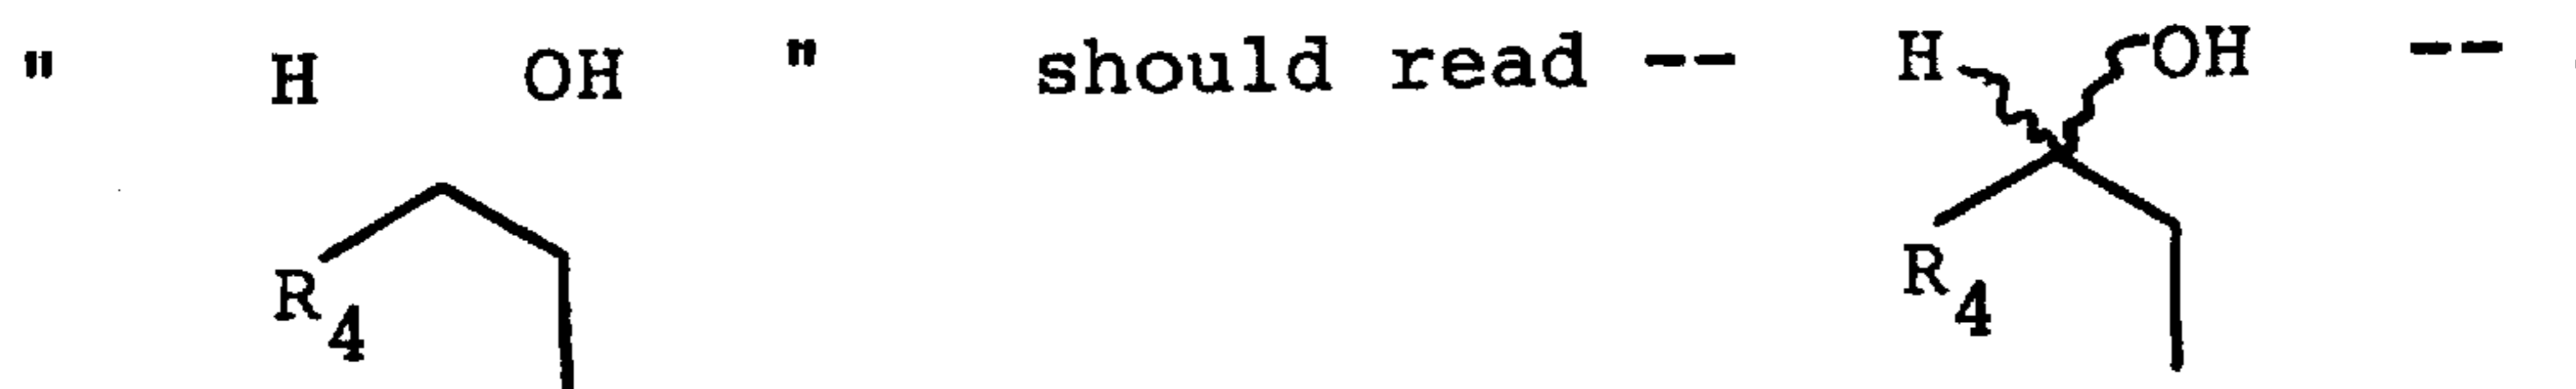 " H OH " should read -- H OH --
R4 R4